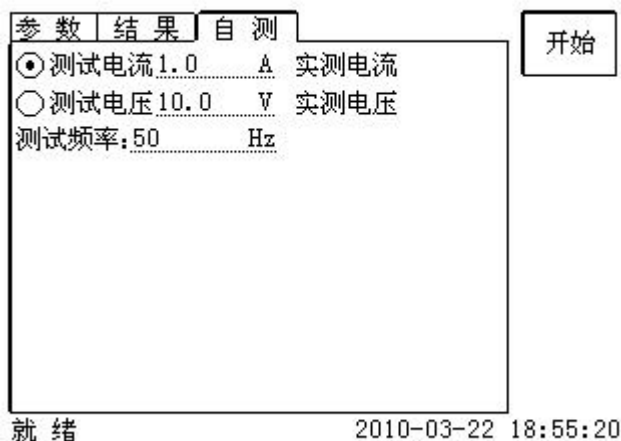 参 数 结 果 自 测
开始
测试电流1.0 A 实测电流
测试电压10.0 V 实测电压
测试频率:50 Hz
就 绪 2010-03-22 18:55:20